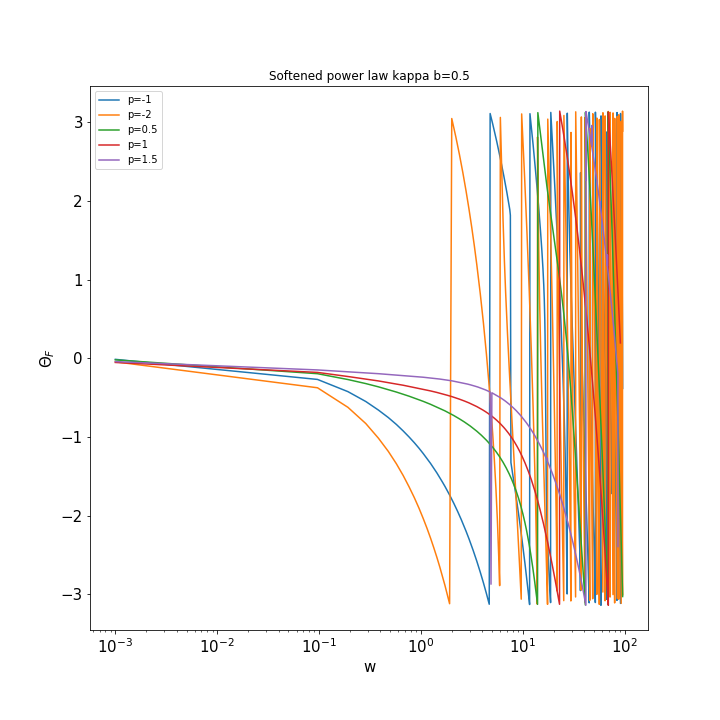 Softened power law kappa b=0.5
p=-1
p=-2
p=0.5
p=1
p=1.5
3
2
1
0
−1
−2
−3
Θ_F
10^−3
10^−2
10^−1
10^0
10^1
10^2
w